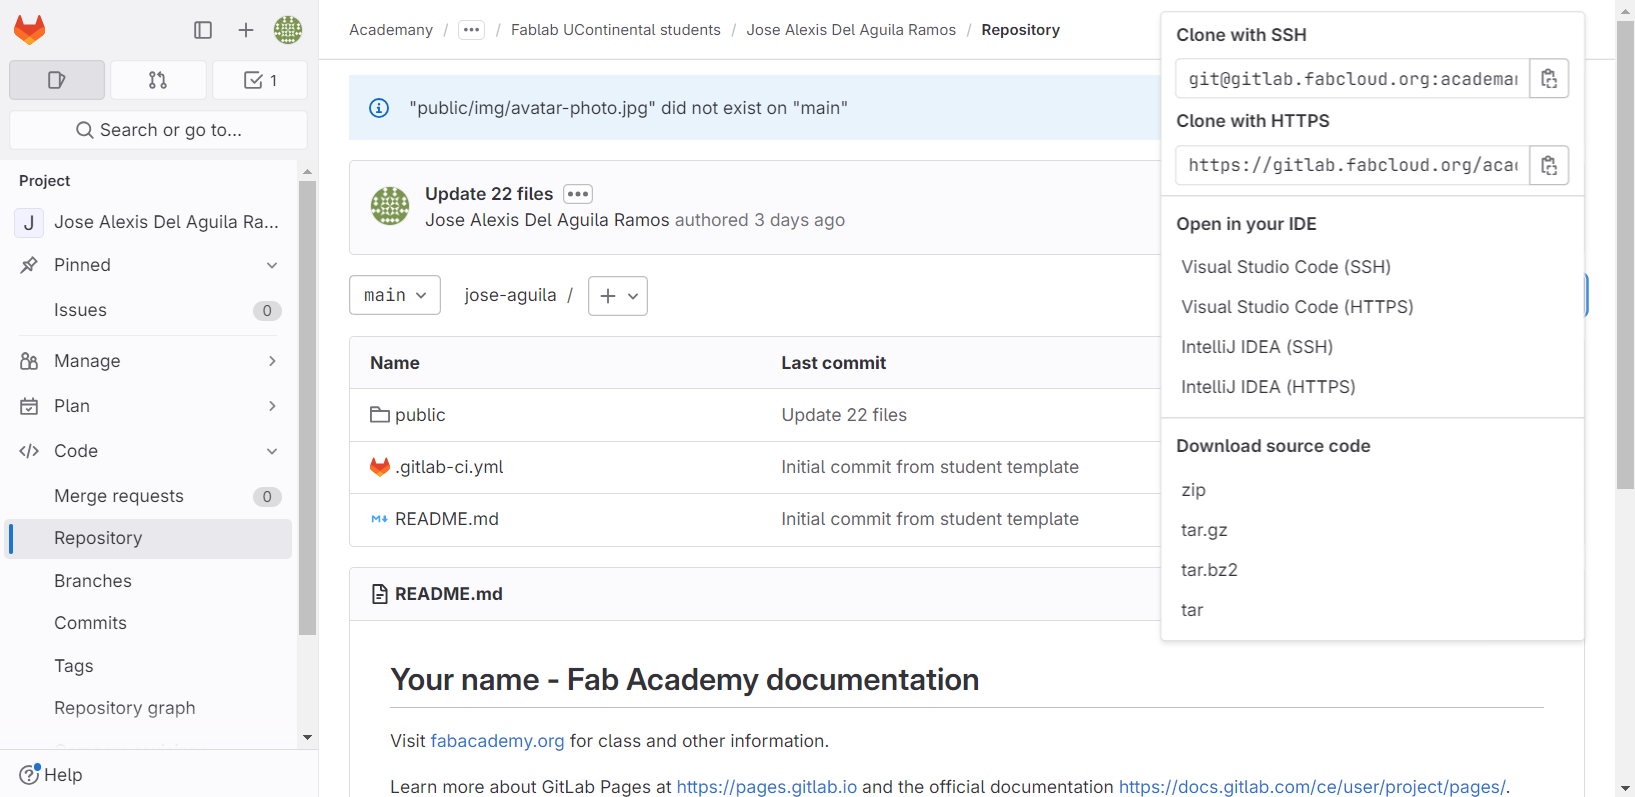 1
Search or go to...
Project
J Jose Alexis Del Aguila Ra...
Pinned
Issues 0
Manage
Plan
Code
Merge requests 0
Repository
Branches
Commits
Tags
Repository graph
Help
Academany / ... / Fablab UContinental students / Jose Alexis Del Aguila Ramos / Repository
"public/img/avatar-photo.jpg" did not exist on "main"
Update 22 files ...
Jose Alexis Del Aguila Ramos authored 3 days ago
main jose-aguila / +
Name Last commit
public Update 22 files
.gitlab-ci.yml Initial commit from student template
README.md Initial commit from student template
README.md
Your name - Fab Academy documentation
Visit fabacademy.org for class and other information.
Learn more about GitLab Pages at https://pages.gitlab.io and the official documentation https://docs.gitlab.com/ce/user/project/pages/.
Clone with SSH
git@gitlab.fabcloud.org:academan
Clone with HTTPS
https://gitlab.fabcloud.org/acad
Open in your IDE
Visual Studio Code (SSH)
Visual Studio Code (HTTPS)
IntelliJ IDEA (SSH)
IntelliJ IDEA (HTTPS)
Download source code
zip
tar.gz
tar.bz2
tar